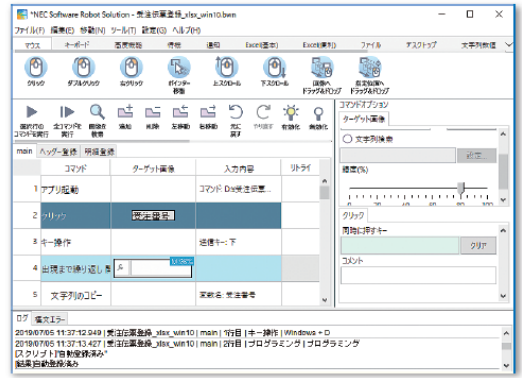 *NEC Software Robot Solution - 受注伝票登録_xlsx_win10.bwn
ファイル(F) 編集(E) 移動(N) ツール(T) 設定(G) ヘルプ(H)
マウス キーボード 高度機能 待機 通知 Excel(基本) Excel(便利) ファイル デスクトップ 文字列数値
クリック ダブルクリック 右クリック ポインター移動 上スクロール 下スクロール 画像へドラッグ&ドロップ 指定位置へドラッグ&ドロップ
選択行のコマンドを実行 全コマンドを実行 画像を検索 追加 削除 左移動 右移動 元に戻す やり直す 有効化 無効化
コマンドオプション
ターゲット画像
文字列検索
設定...
精度(%)
0 20 40 60 80 100
main ヘッダー登録 明細登録
コマンド ターゲット画像 入力内容 リトライ
1 アプリ起動 コマンド: D:\受注伝票...
2 クリック 受注番号
3 キー操作 送信キー: 下
4 出現まで繰り返し
5 文字列のコピー 変数名: 受注番号
クリック
同時に押すキー
クリア
コメント
ログ 構文エラー
2019/07/05 11:37:12.949 | 受注伝票登録_xlsx_win10 | main | 1行目 | キー操作 | Windows + D
2019/07/05 11:37:13.427 | 受注伝票登録_xlsx_win10 | main | 2行目 | プログラミング | プログラミング
[スクリプト]"自動登録済み"
[結果]自動登録済み